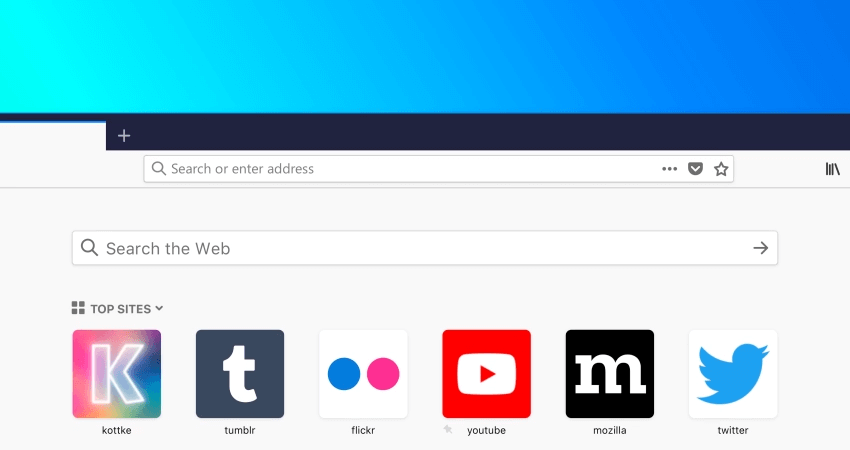 Search or enter address
Search the Web
TOP SITES
K
t
m
kottke
tumblr
flickr
youtube
mozilla
twitter